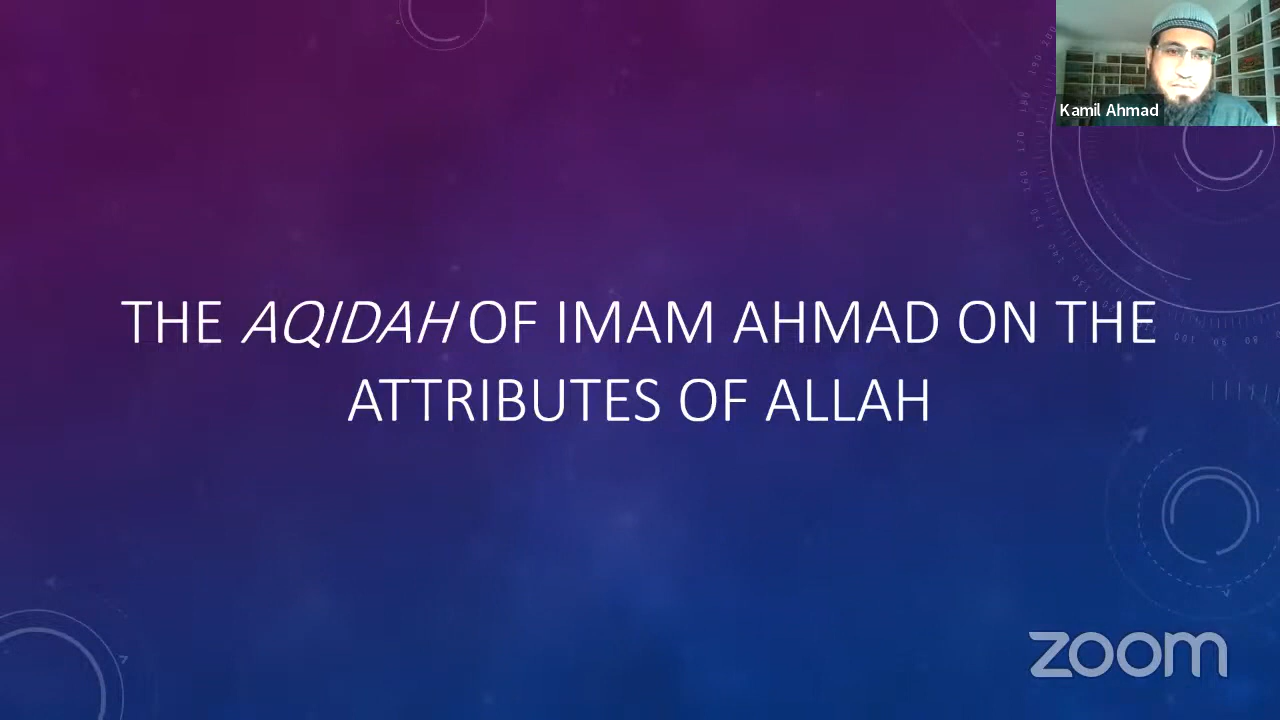 Kamil Ahmad
THE AQIDAH OF IMAM AHMAD ON THE
ATTRIBUTES OF ALLAH
zoom